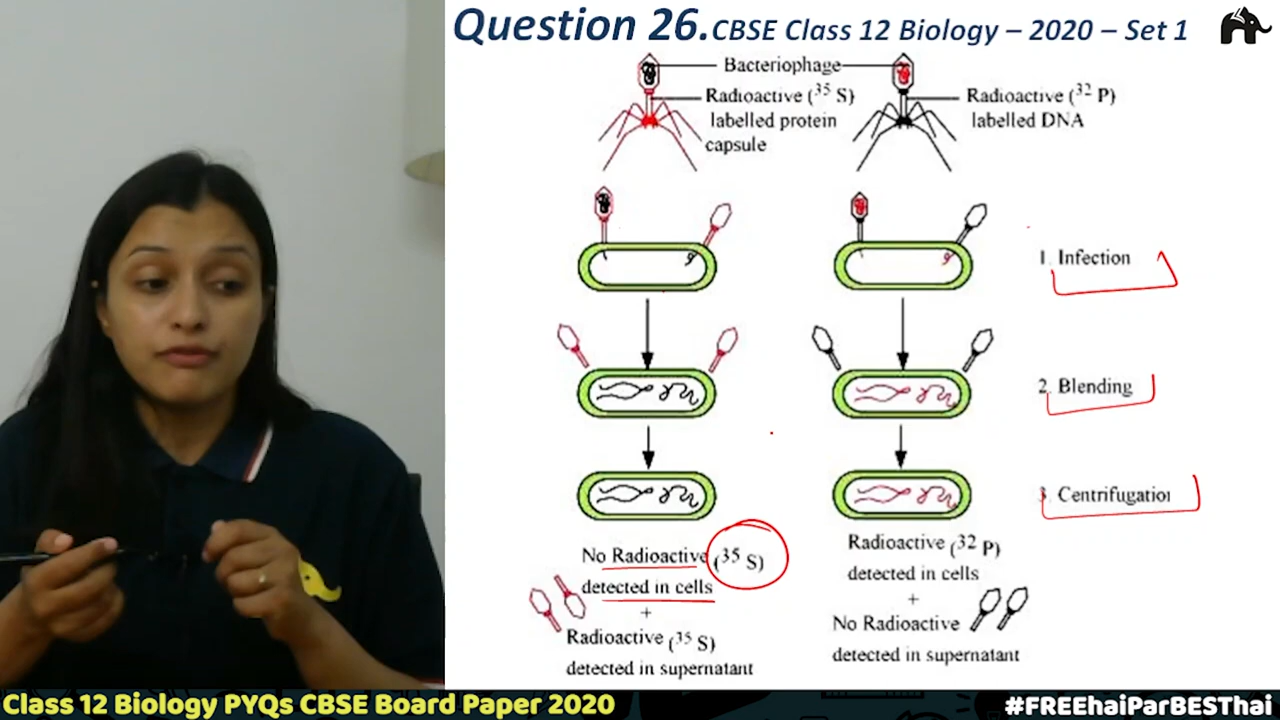 Question 26. CBSE Class 12 Biology – 2020 – Set 1
Bacteriophage
Radioactive (35 S)
labelled protein
capsule
Radioactive (32 P)
labelled DNA
1. Infection
2. Blending
3. Centrifugation
No Radioactive (35 S)
detected in cells
+
Radioactive (35 S)
detected in supernatant
Radioactive (32 P)
detected in cells
+
No Radioactive
detected in supernatant
Class 12 Biology PYQs CBSE Board Paper 2020
#FREEhaiParBESThai